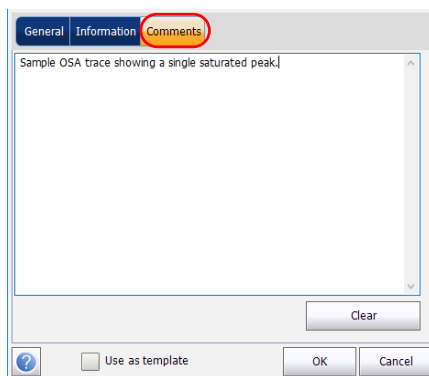 General Information Comments
Sample OSA trace showing a single saturated peak.
Clear
? Use as template OK Cancel